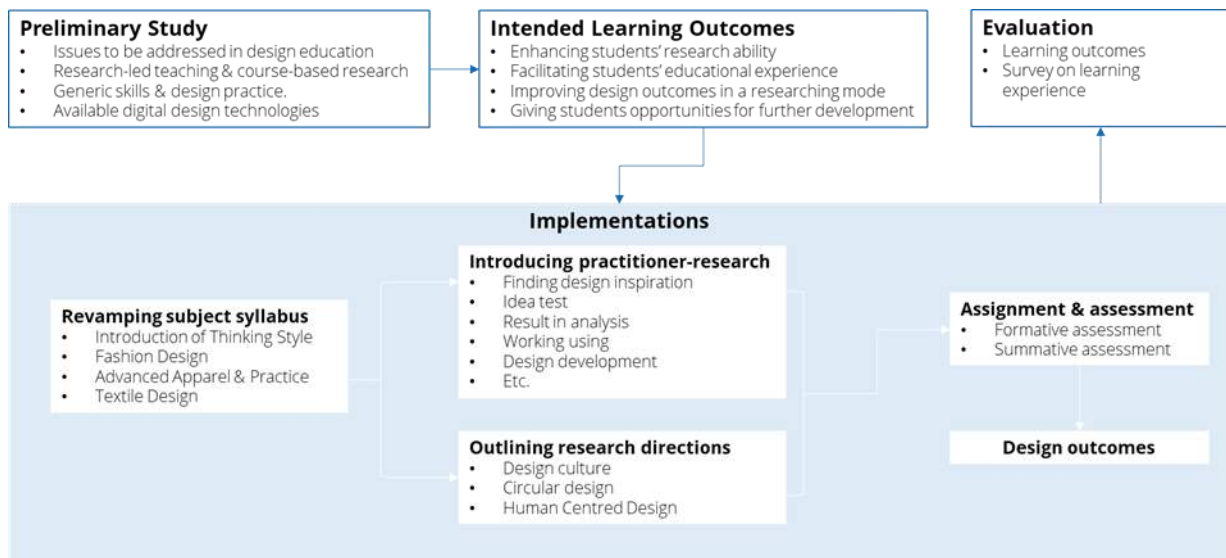 Preliminary Study
• Issues to be addressed in design education
• Research-led teaching & course-based research
• Generic skills & design practice.
• Available digital design technologies
Intended Learning Outcomes
• Enhancing students' research ability
• Facilitating students' educational experience
• Improving design outcomes in a researching mode
• Giving students opportunities for further development
Evaluation
• Learning outcomes
• Survey on learning
experience
Implementations
Revamping subject syllabus
• Introduction of Thinking Style
• Fashion Design
• Advanced Apparel & Practice
• Textile Design
Introducing practitioner-research
• Finding design inspiration
• Idea test
• Result in analysis
• Working using
• Design development
• Etc.
Outlining research directions
• Design culture
• Circular design
• Human Centred Design
Assignment & assessment
• Formative assessment
• Summative assessment
Design outcomes